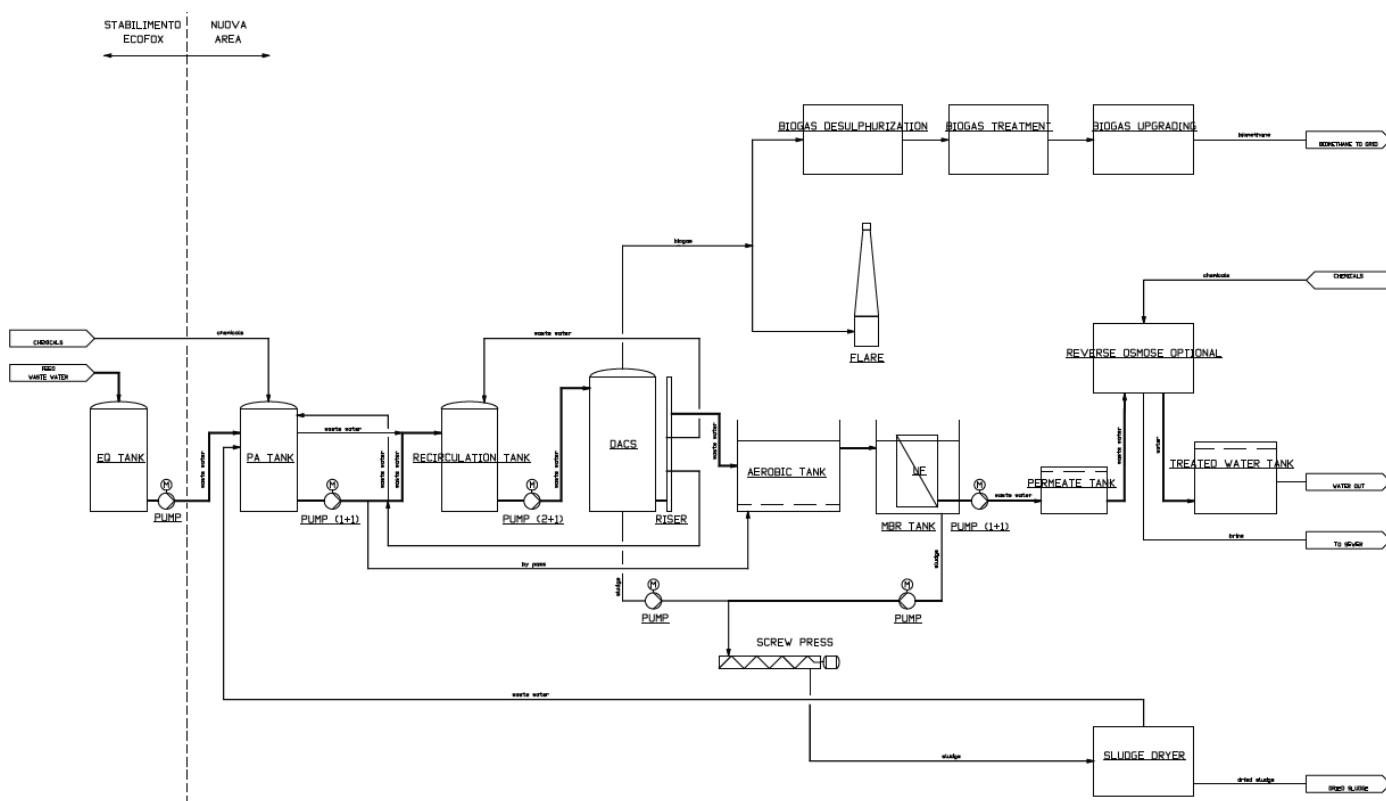 STABILIMENTO
ECOFOX
NUOVA
AREA
BIOGAS DESULPHURIZATION
BIOGAS TREATMENT
BIOGAS UPGRADING
biomethane
BIOMETHANE TO GRID
biogas
FLARE
chemicals
CHEMICALS
CHEMICALS
chemicals
FEED
WASTE WATER
waste water
REVERSE OSMOSE OPTIONAL
EQ TANK
PUMP
waste water
PA TANK
waste water
PUMP (1+1)
waste water
waste water
RECIRCULATION TANK
PUMP (2+1)
waste water
DACS
RISER
waste water
AEROBIC TANK
UF
MBR TANK
PUMP (1+1)
waste water
PERMEATE TANK
waste water
water
TREATED WATER TANK
WATER OUT
brine
TO SEWER
by pass
sludge
PUMP
PUMP
sludge
SCREW PRESS
waste water
sludge
SLUDGE DRYER
dried sludge
DRIED SLUDGE